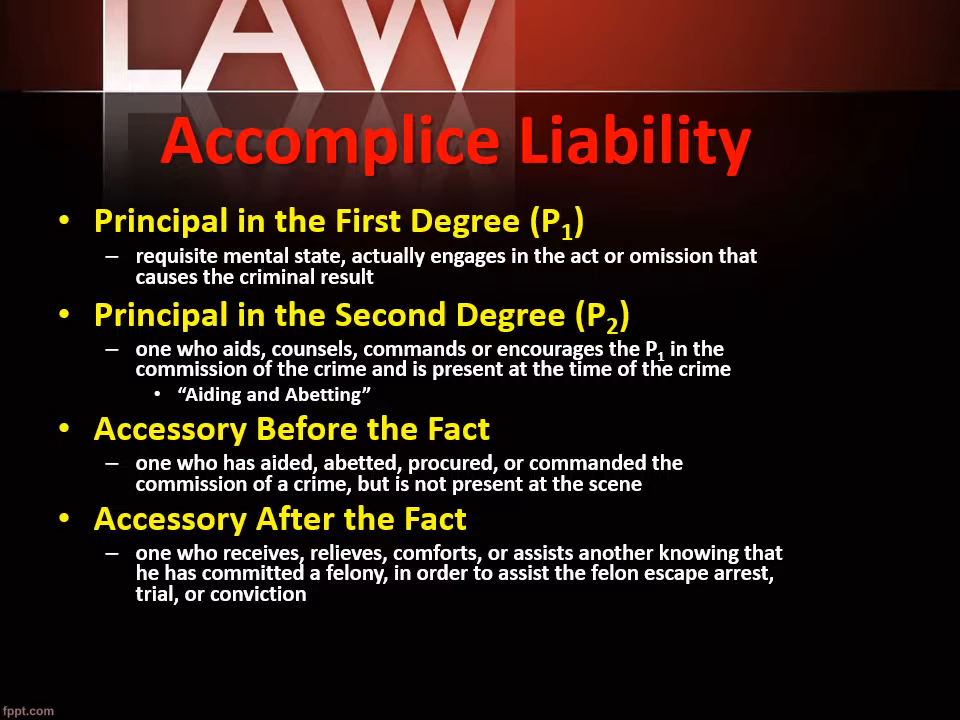 LAW
Accomplice Liability
• Principal in the First Degree (P₁)
– requisite mental state, actually engages in the act or omission that
causes the criminal result
• Principal in the Second Degree (P₂)
– one who aids, counsels, commands or encourages the P₁ in the
commission of the crime and is present at the time of the crime
• “Aiding and Abetting”
• Accessory Before the Fact
– one who has aided, abetted, procured, or commanded the
commission of a crime, but is not present at the scene
• Accessory After the Fact
– one who receives, relieves, comforts, or assists another knowing that
he has committed a felony, in order to assist the felon escape arrest,
trial, or conviction
fppt.com